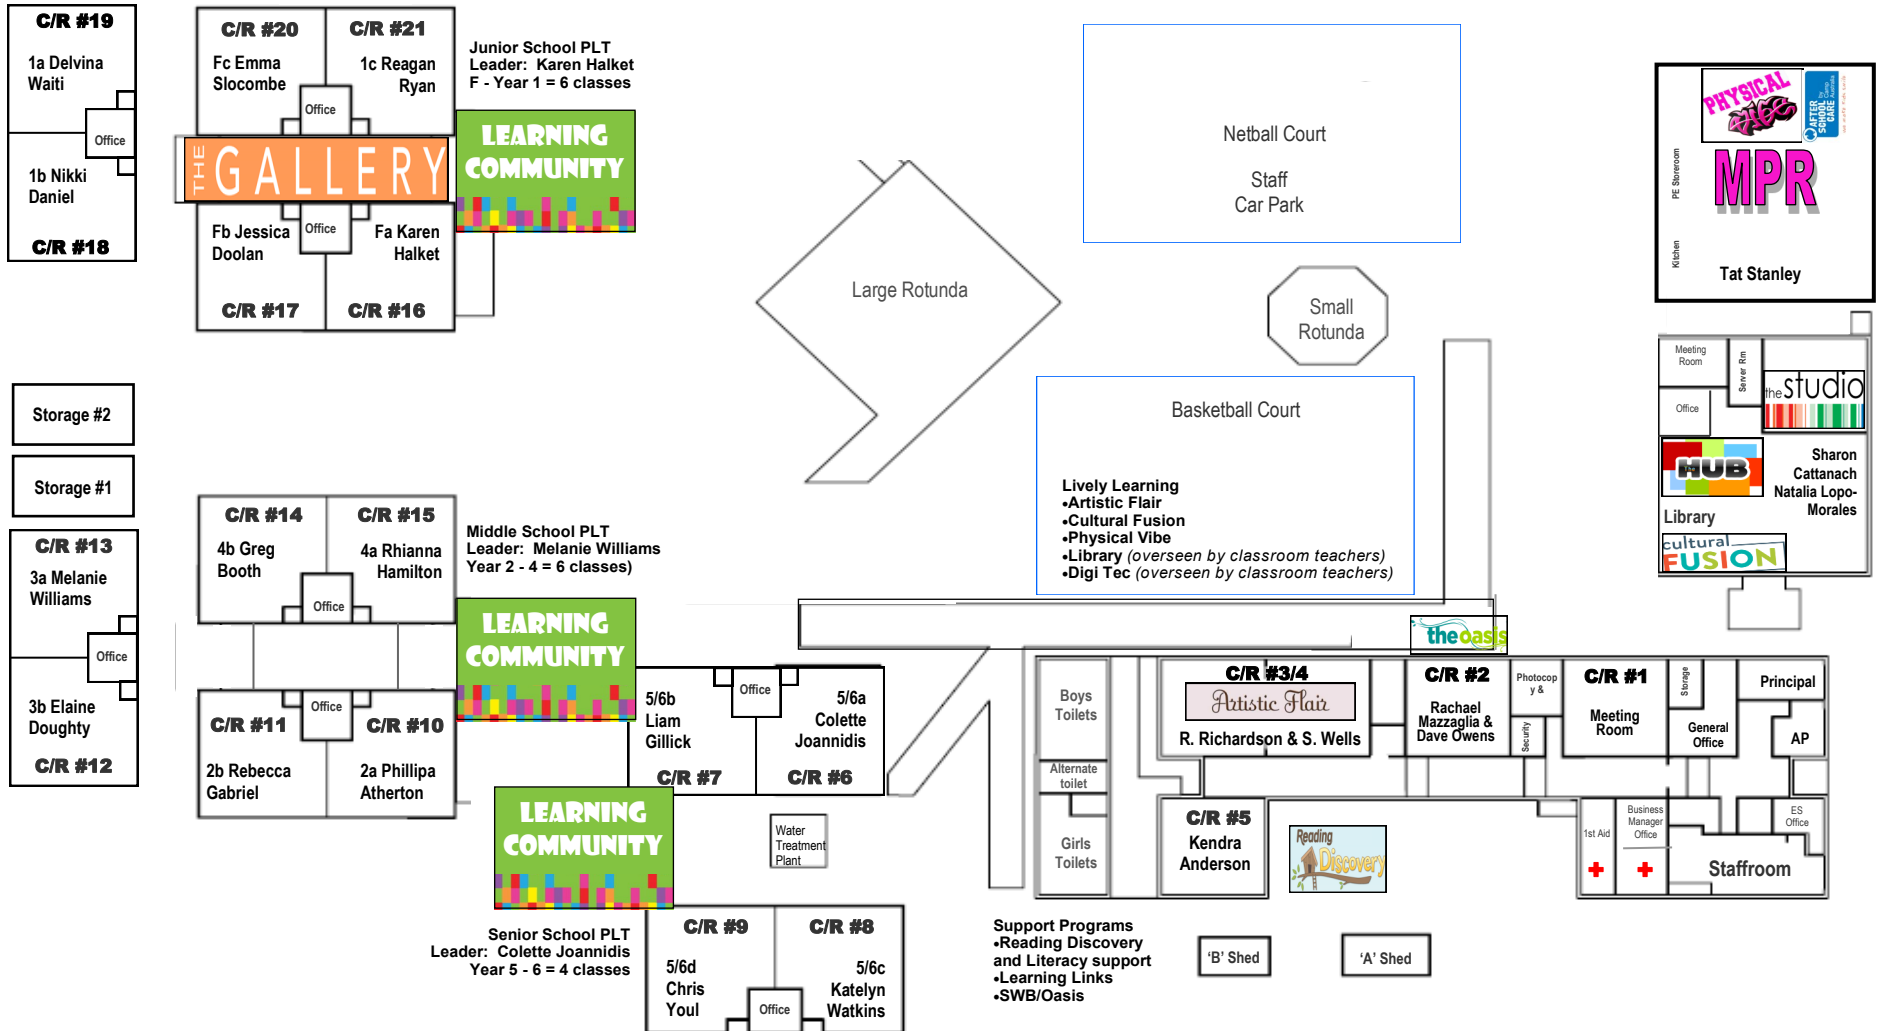 C/R #19
1a Delvina
Waiti
Office
1b Nikki
Daniel
C/R #18
C/R #20
Fc Emma
Slocombe
C/R #21
1c Reagan
Ryan
Office
THE GALLERY
Office
Fb Jessica
Doolan
C/R #17
Fa Karen
Halket
C/R #16
Junior School PLT
Leader: Karen Halket
F - Year 1 = 6 classes
LEARNING
COMMUNITY
Large Rotunda
Netball Court
Staff
Car Park
Small
Rotunda
PHYSICAL
VIBE
AFTER
SCHOOL
CARE
by
Camp
Australia
MPR
PE Storeroom
Kitchen
Tat Stanley
Meeting
Room
Server Rm
the STUDIO
Office
THE HUB
Sharon
Cattanach
Natalia Lopo-
Morales
Library
cultural
FUSION
Storage #2
Storage #1
C/R #13
3a Melanie
Williams
Office
3b Elaine
Doughty
C/R #12
C/R #14
4b Greg
Booth
C/R #15
4a Rhianna
Hamilton
Office
Office
C/R #11
2b Rebecca
Gabriel
C/R #10
2a Phillipa
Atherton
Middle School PLT
Leader: Melanie Williams
Year 2 - 4 = 6 classes)
LEARNING
COMMUNITY
Basketball Court
Lively Learning
•Artistic Flair
•Cultural Fusion
•Physical Vibe
•Library (overseen by classroom teachers)
•Digi Tec (overseen by classroom teachers)
theoasis
5/6b
Liam
Gillick
C/R #7
Office
5/6a
Colette
Joannidis
C/R #6
Water
Treatment
Plant
LEARNING
COMMUNITY
Senior School PLT
Leader: Colette Joannidis
Year 5 - 6 = 4 classes
C/R #9
5/6d
Chris
Youl
Office
C/R #8
5/6c
Katelyn
Watkins
Boys
Toilets
Alternate
toilet
Girls
Toilets
C/R #3/4
Artistic Flair
R. Richardson & S. Wells
C/R #2
Rachael
Mazzaglia &
Dave Owens
Photocop
y &
Security
C/R #1
Meeting
Room
Storage
General
Office
Principal
AP
C/R #5
Kendra
Anderson
Reading
Discovery
1st Aid
Business
Manager
Office
ES
Office
Staffroom
Support Programs
•Reading Discovery
and Literacy support
•Learning Links
•SWB/Oasis
'B' Shed
'A' Shed